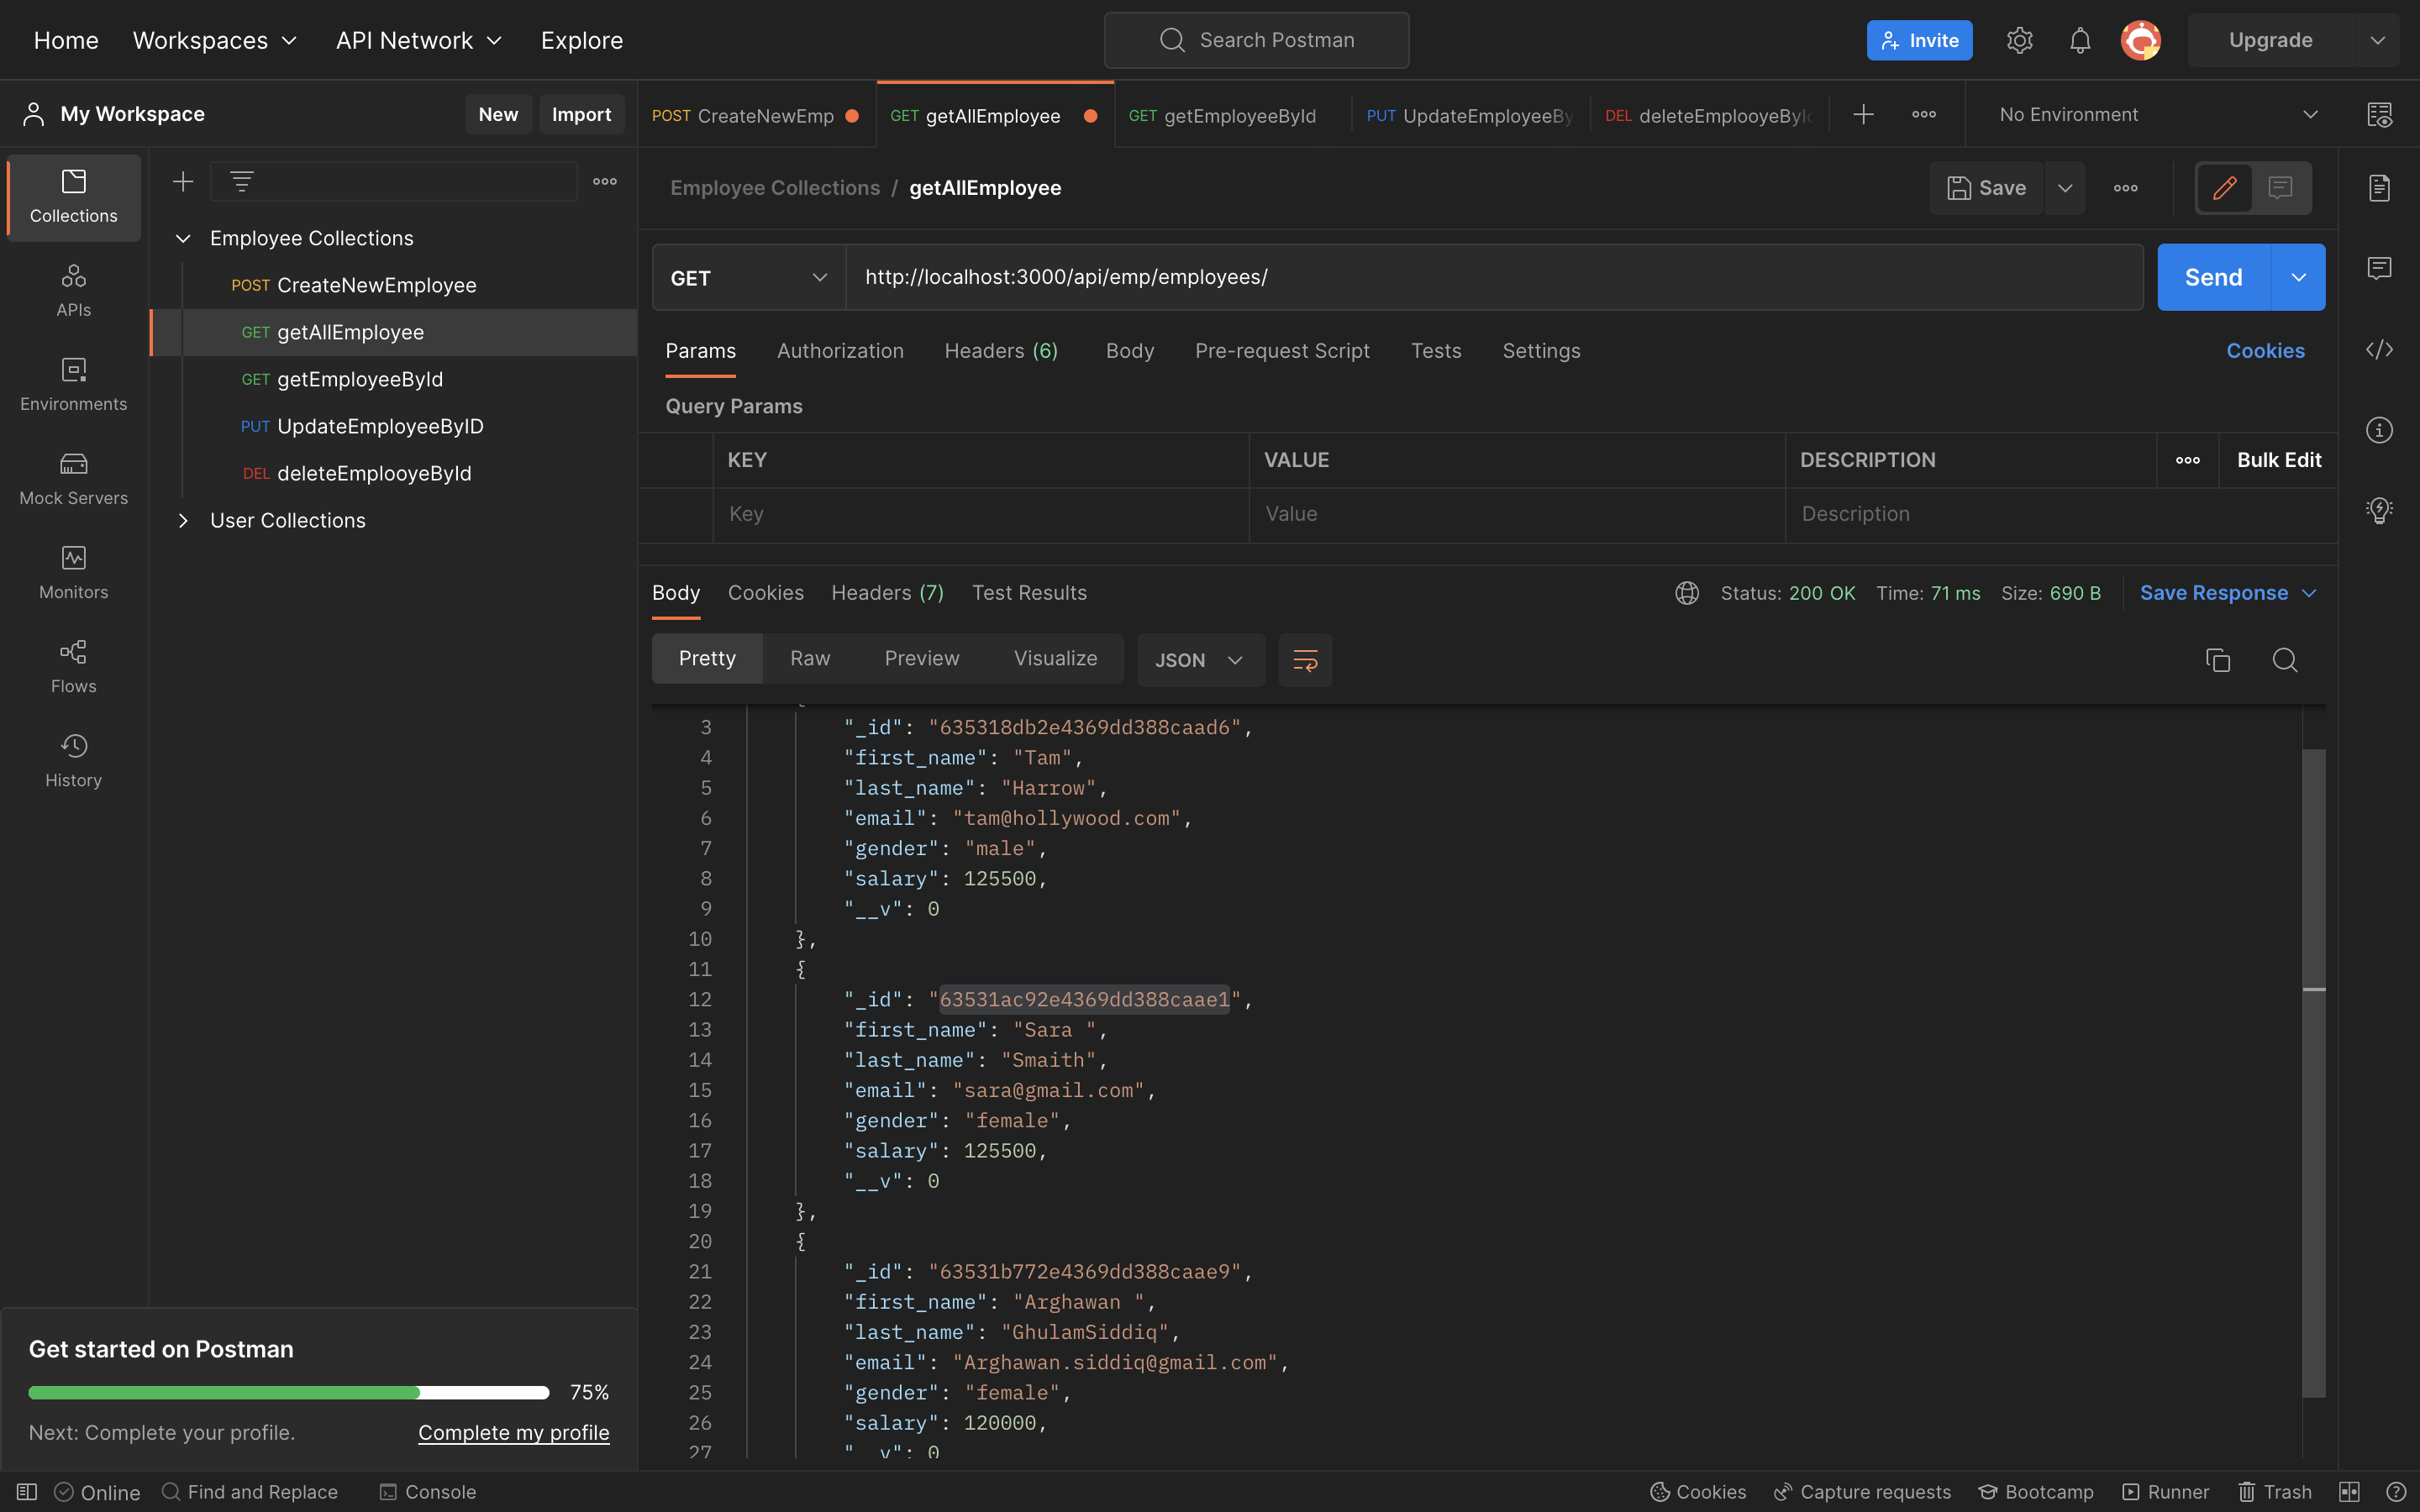 Home Workspaces API Network Explore Search Postman Invite Upgrade
My Workspace New Import
POST CreateNewEmp GET getAllEmployee GET getEmployeeById PUT UpdateEmployeeBy DEL deleteEmplooyeById No Environment
Collections
APIs
Environments
Mock Servers
Monitors
Flows
History
Employee Collections
POST CreateNewEmployee
GET getAllEmployee
GET getEmployeeById
PUT UpdateEmployeeByID
DEL deleteEmplooyeById
User Collections
Employee Collections / getAllEmployee Save
GET http://localhost:3000/api/emp/employees/ Send
Params Authorization Headers (6) Body Pre-request Script Tests Settings Cookies
Query Params
KEY VALUE DESCRIPTION Bulk Edit
Key Value Description
Body Cookies Headers (7) Test Results Status: 200 OK Time: 71 ms Size: 690 B Save Response
Pretty Raw Preview Visualize JSON
3 "_id": "635318db2e4369dd388caad6",
4 "first_name": "Tam",
5 "last_name": "Harrow",
6 "email": "tam@hollywood.com",
7 "gender": "male",
8 "salary": 125500,
9 "__v": 0
10 },
11 {
12 "_id": "63531ac92e4369dd388caae1",
13 "first_name": "Sara ",
14 "last_name": "Smaith",
15 "email": "sara@gmail.com",
16 "gender": "female",
17 "salary": 125500,
18 "__v": 0
19 },
20 {
21 "_id": "63531b772e4369dd388caae9",
22 "first_name": "Arghawan ",
23 "last_name": "GhulamSiddiq",
24 "email": "Arghawan.siddiq@gmail.com",
25 "gender": "female",
26 "salary": 120000,
27 "__v": 0
Get started on Postman
75%
Next: Complete your profile. Complete my profile
Online Find and Replace Console Cookies Capture requests Bootcamp Runner Trash